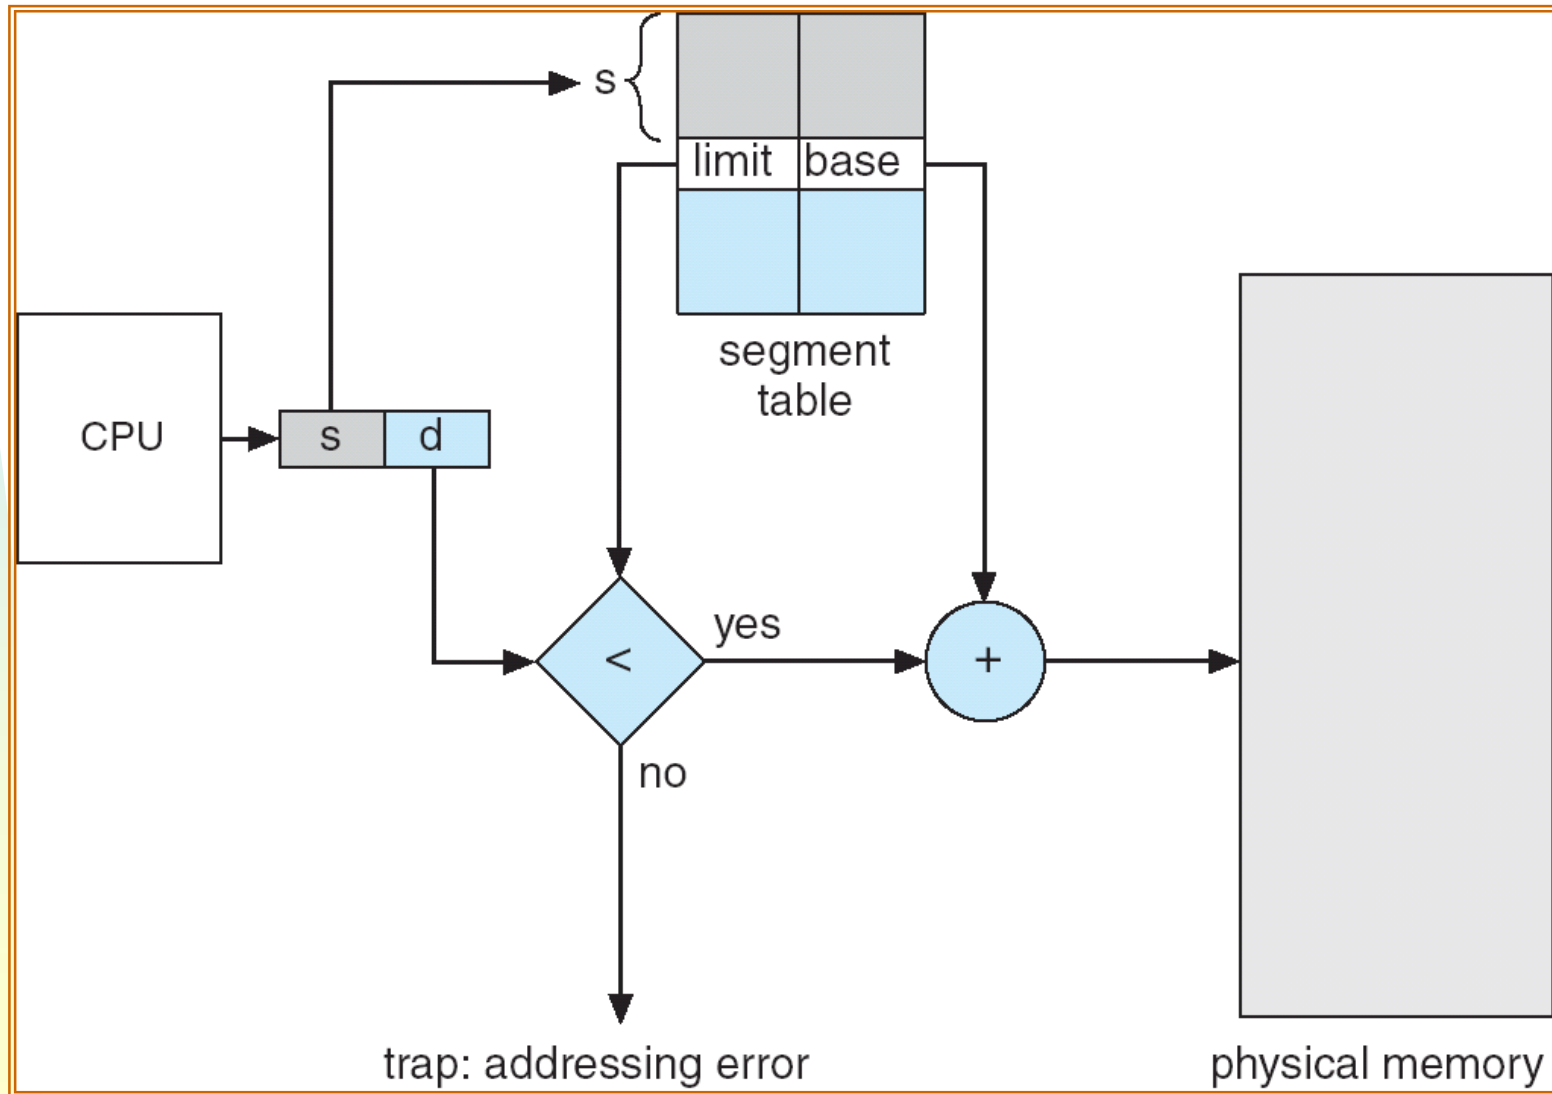 s
limit base
segment
table
CPU
s d
yes
<
+
no
trap: addressing error
physical memory